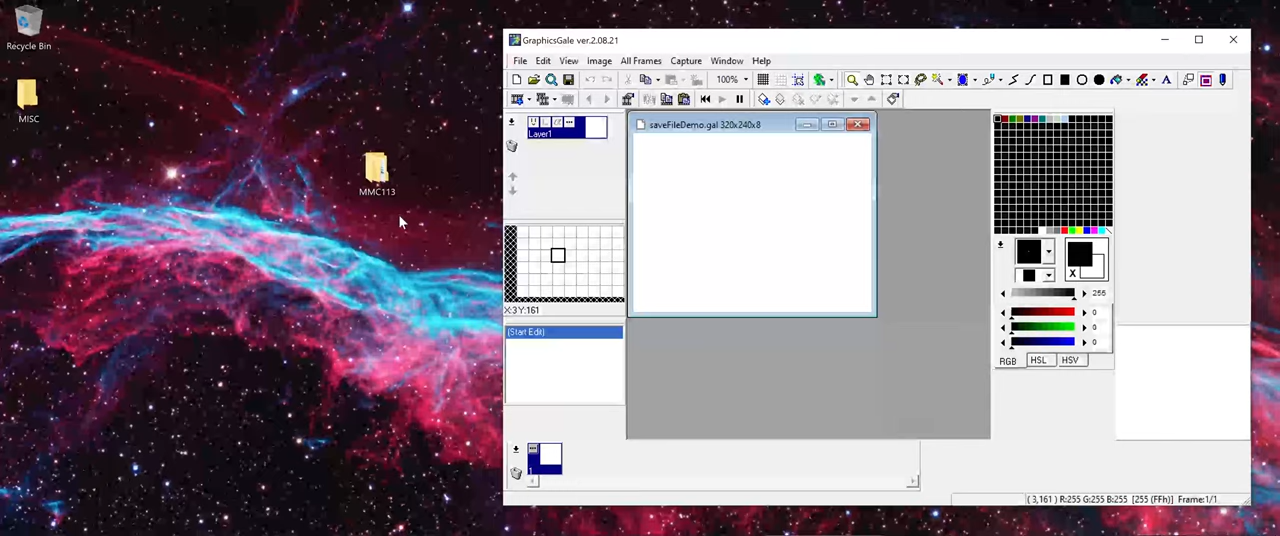 Recycle Bin
MISC
MMC113
GraphicsGale ver.2.08.21
File Edit View Image All Frames Capture Window Help
100%
A
Layer1
saveFileDemo.gal 320x240x8
X:3 Y:161
(Start Edit)
1
X
255
0
0
0
RGB HSL HSV
( 3,161 ) R:255 G:255 B:255 [255 (FFh)] Frame:1/1